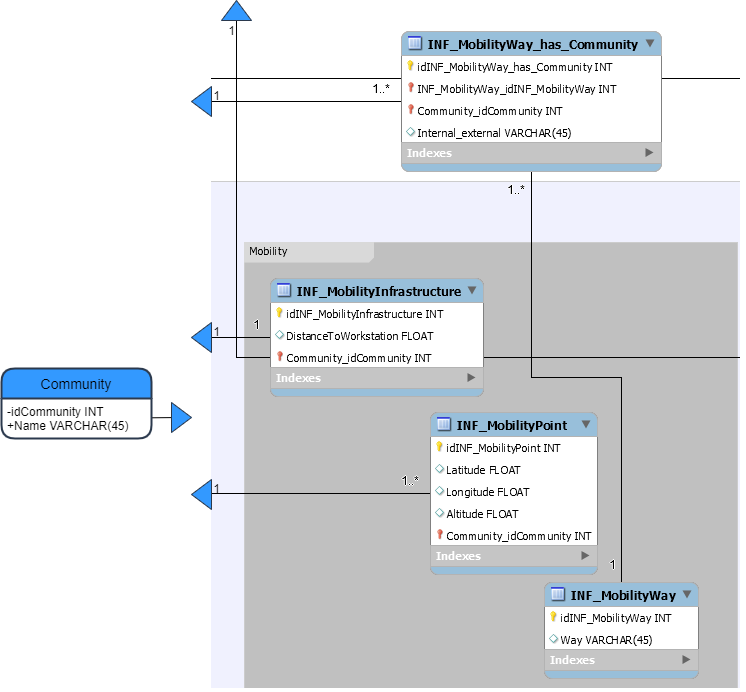 1
INF_MobilityWay_has_Community
idINF_MobilityWay_has_Community INT
INF_MobilityWay_idINF_MobilityWay INT
Community_idCommunity INT
Internal_external VARCHAR(45)
Indexes
1..*
1
1..*
Mobility
INF_MobilityInfrastructure
idINF_MobilityInfrastructure INT
DistanceToWorkstation FLOAT
Community_idCommunity INT
Indexes
1
1
Community
-idCommunity INT
+Name VARCHAR(45)
INF_MobilityPoint
idINF_MobilityPoint INT
Latitude FLOAT
Longitude FLOAT
Altitude FLOAT
Community_idCommunity INT
Indexes
1..*
1
1
INF_MobilityWay
idINF_MobilityWay INT
Way VARCHAR(45)
Indexes